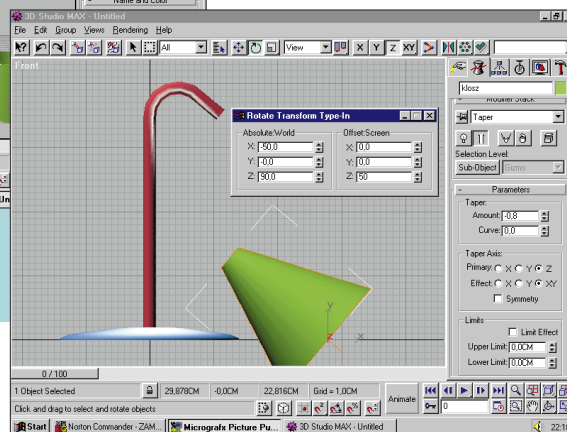 Name and Color
3D Studio MAX - Untitled
File Edit Group Views Rendering Help
All View X Y Z XY
Front
klosz
Modifier Stack
Taper
Rotate Transform Type-In
Absolute:World Offset:Screen
X: -50,0 X: 0,0
Y: -0,0 Y: 0,0
Z: 90,0 Z: 50
Selection Level:
Sub-Object Gizmo
- Parameters
Taper:
Amount: -0,8
Curve: 0,0
Taper Axis:
Primary: X Y Z
Effect: X Y XY
Symmetry
Limits
Limit Effect
Upper Limit: 0,0CM
Lower Limit: 0,0CM
y
z x
0 / 100
1 Object Selected 29,878CM -0,0CM 22,816CM Grid = 1,0CM
Animate
Click and drag to select and rotate objects
0
Start Norton Commander - ZAM... Micrografx Picture Pu... 3D Studio MAX - Untitled